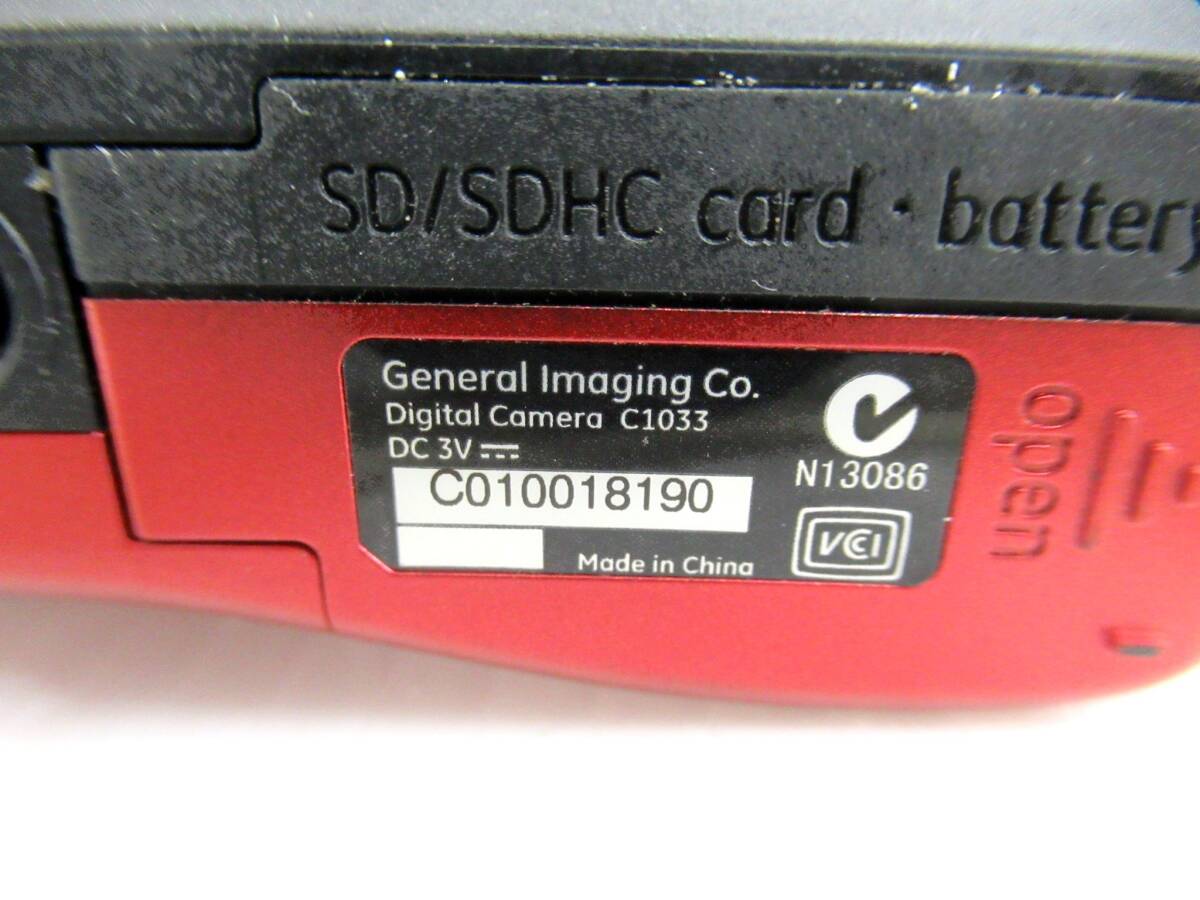 SD/SDHC card · battery
General Imaging Co.
Digital Camera C1033
DC 3V
C010018190
Made in China
N13086
VCI
open